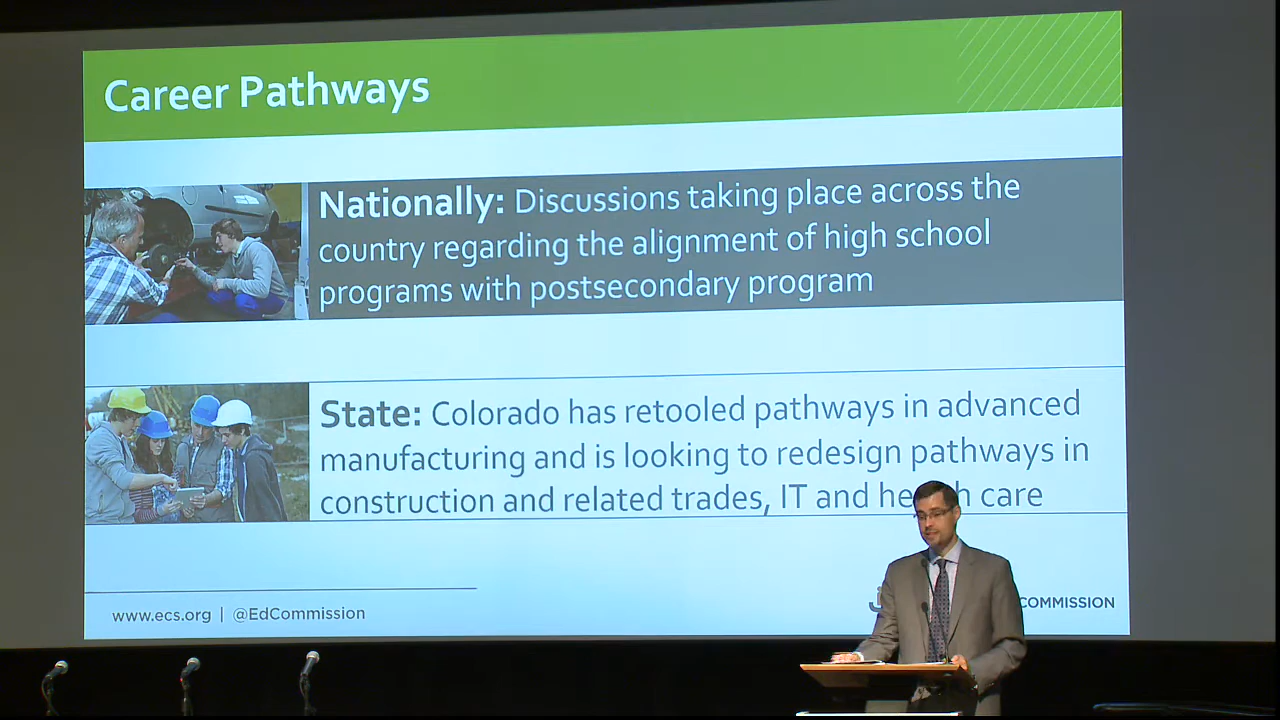 Career Pathways
Nationally: Discussions taking place across the
country regarding the alignment of high school
programs with postsecondary program
State: Colorado has retooled pathways in advanced
manufacturing and is looking to redesign pathways in
construction and related trades, IT and care
www.ecs.org | @EdCommission
COMMISSION